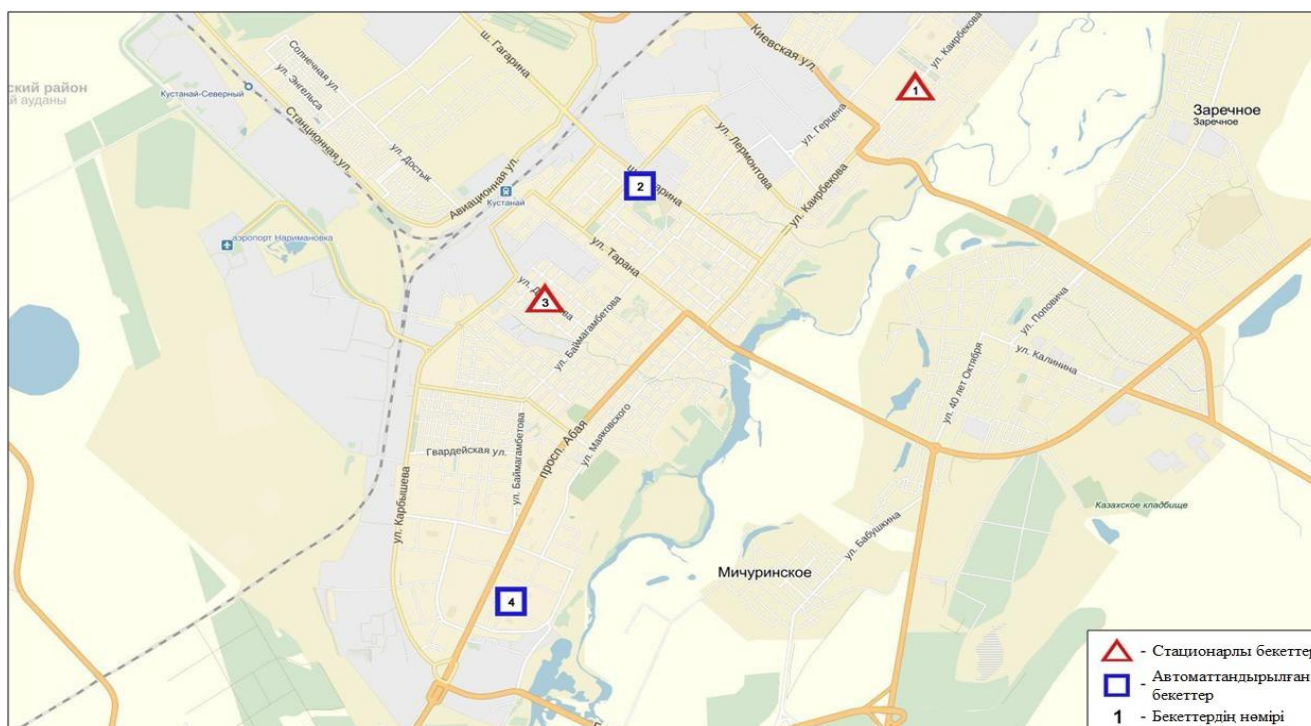 ский район
й ауданы
Кустанай-Северный
Солнечная ул.
ул. Энгельса
Станционная ул.
ул. Достык
Авиационная ул.
Кустанай
аэропорт Наримановка
ш. Гагарина
Киевская ул.
ул. Каирбекова
1
ул. Герцена
ул. Лермонтова
2
ул. Каирбекова
ул. Тарана
3
ул. Баймагамбетова
Заречное
Заречное
ул. Поповича
ул. Калинина
ул. 40 лет Октября
просп. Абая
ул. Маяковского
Гвардейская ул.
ул. Баймагамбетова
ул. Карбышева
Казахское кладбище
ул. Бабушкина
Мичуринское
4
- Стационарлы бекеттер
- Автоматтандырылған
бекеттер
1 - Бекеттердің нөмірі